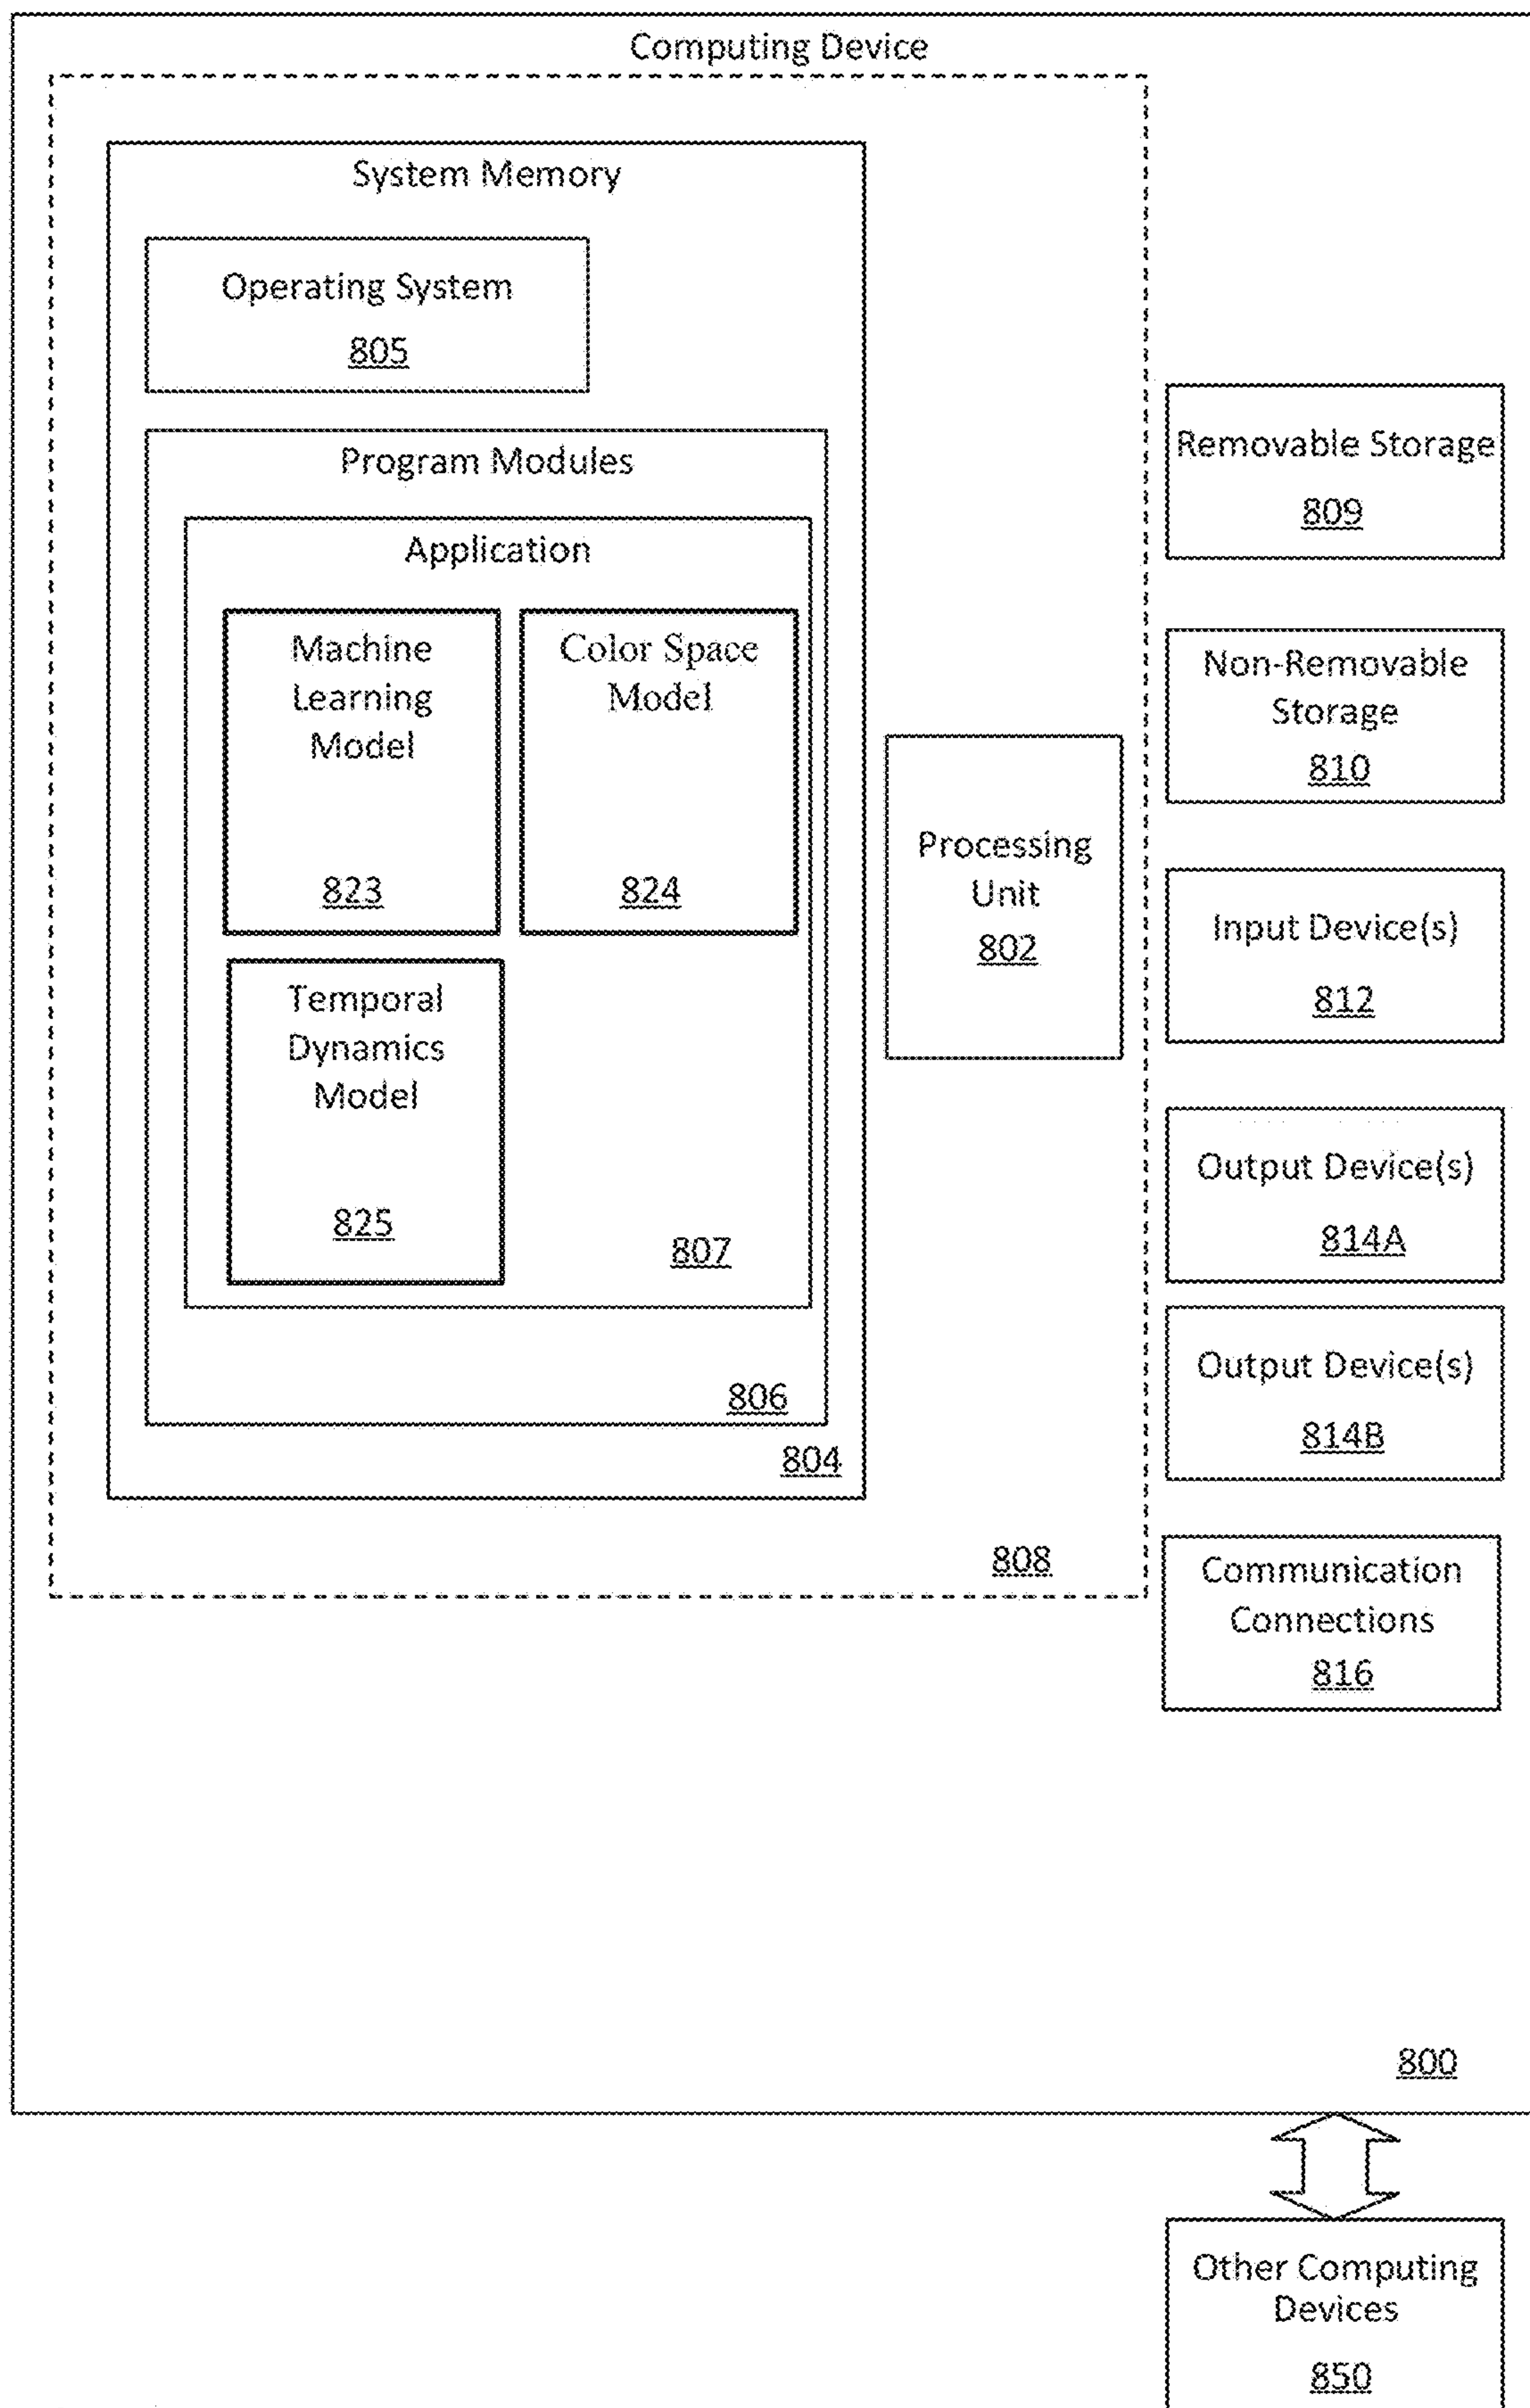 Computing Device
System Memory
Operating System
805
Program Modules
Application
Machine
Learning
Model
823
Color Space
Model
824
Temporal
Dynamics
Model
825
807
806
804
Processing
Unit
802
808
Removable Storage
809
Non-Removable
Storage
810
Input Device(s)
812
Output Device(s)
814A
Output Device(s)
814B
Communication
Connections
816
800
Other Computing
Devices
850